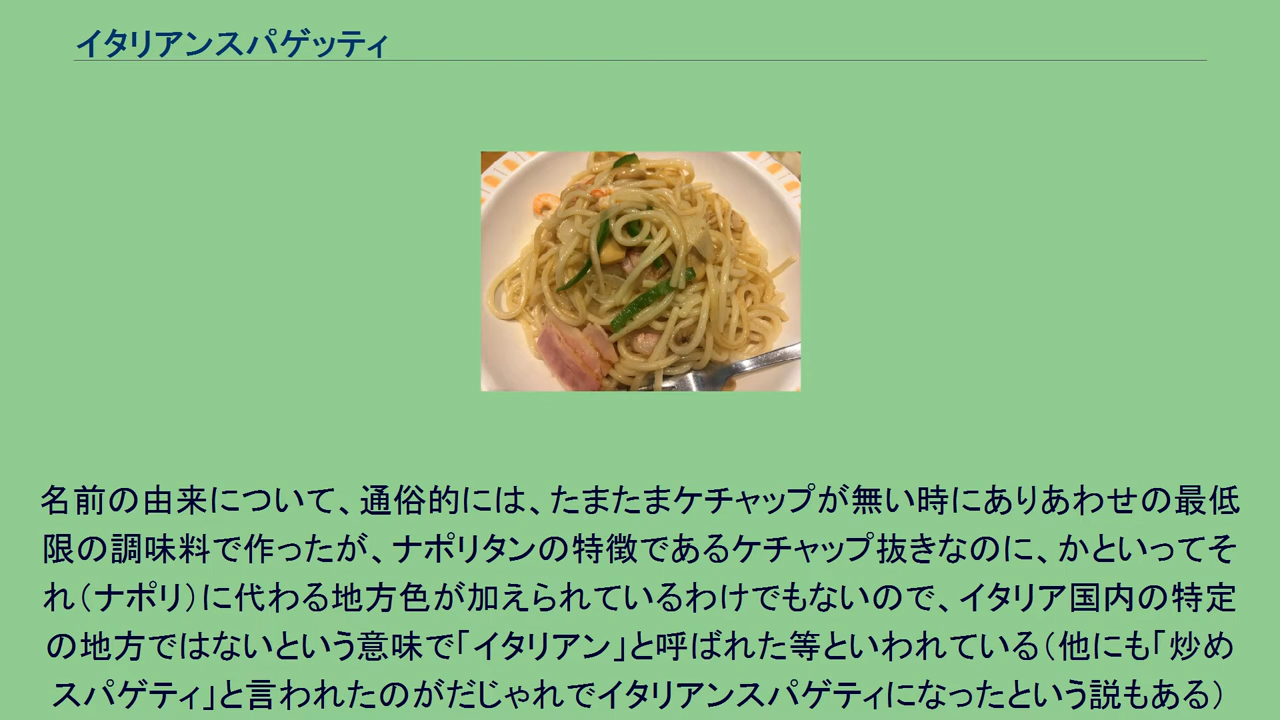 イタリアンスパゲッティ
名前の由来について、通俗的には、たまたまケチャップが無い時にありあわせの最低
限の調味料で作ったが、ナポリタンの特徴であるケチャップ抜きなのに、かといってそ
れ（ナポリ）に代わる地方色が加えられているわけでもないので、イタリア国内の特定
の地方ではないという意味で「イタリアン」と呼ばれた等といわれている（他にも「炒め
スパゲティ」と言われたのがだじゃれでイタリアンスパゲティになったという説もある）